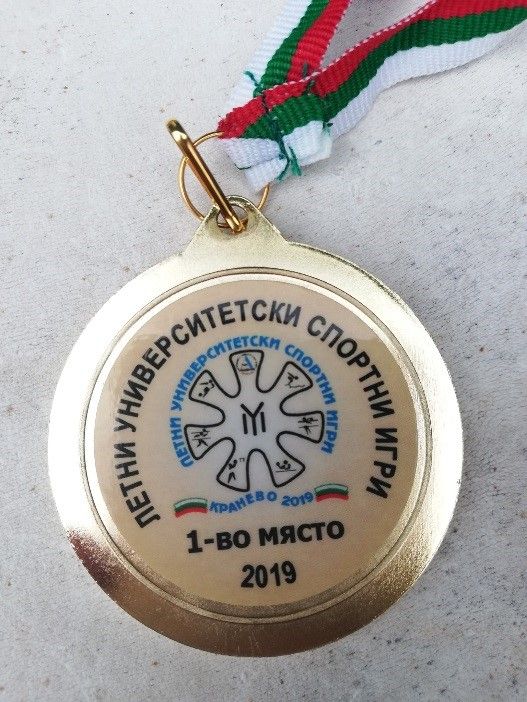 ЛЕТНИ УНИВЕРСИТЕТСКИ СПОРТНИ ИГРИ
ЛЕТНИ УНИВЕРСИТЕТСКИ СПОРТНИ ИГРИ
КРАНЕВО 2019
1-ВО МЯСТО
2019